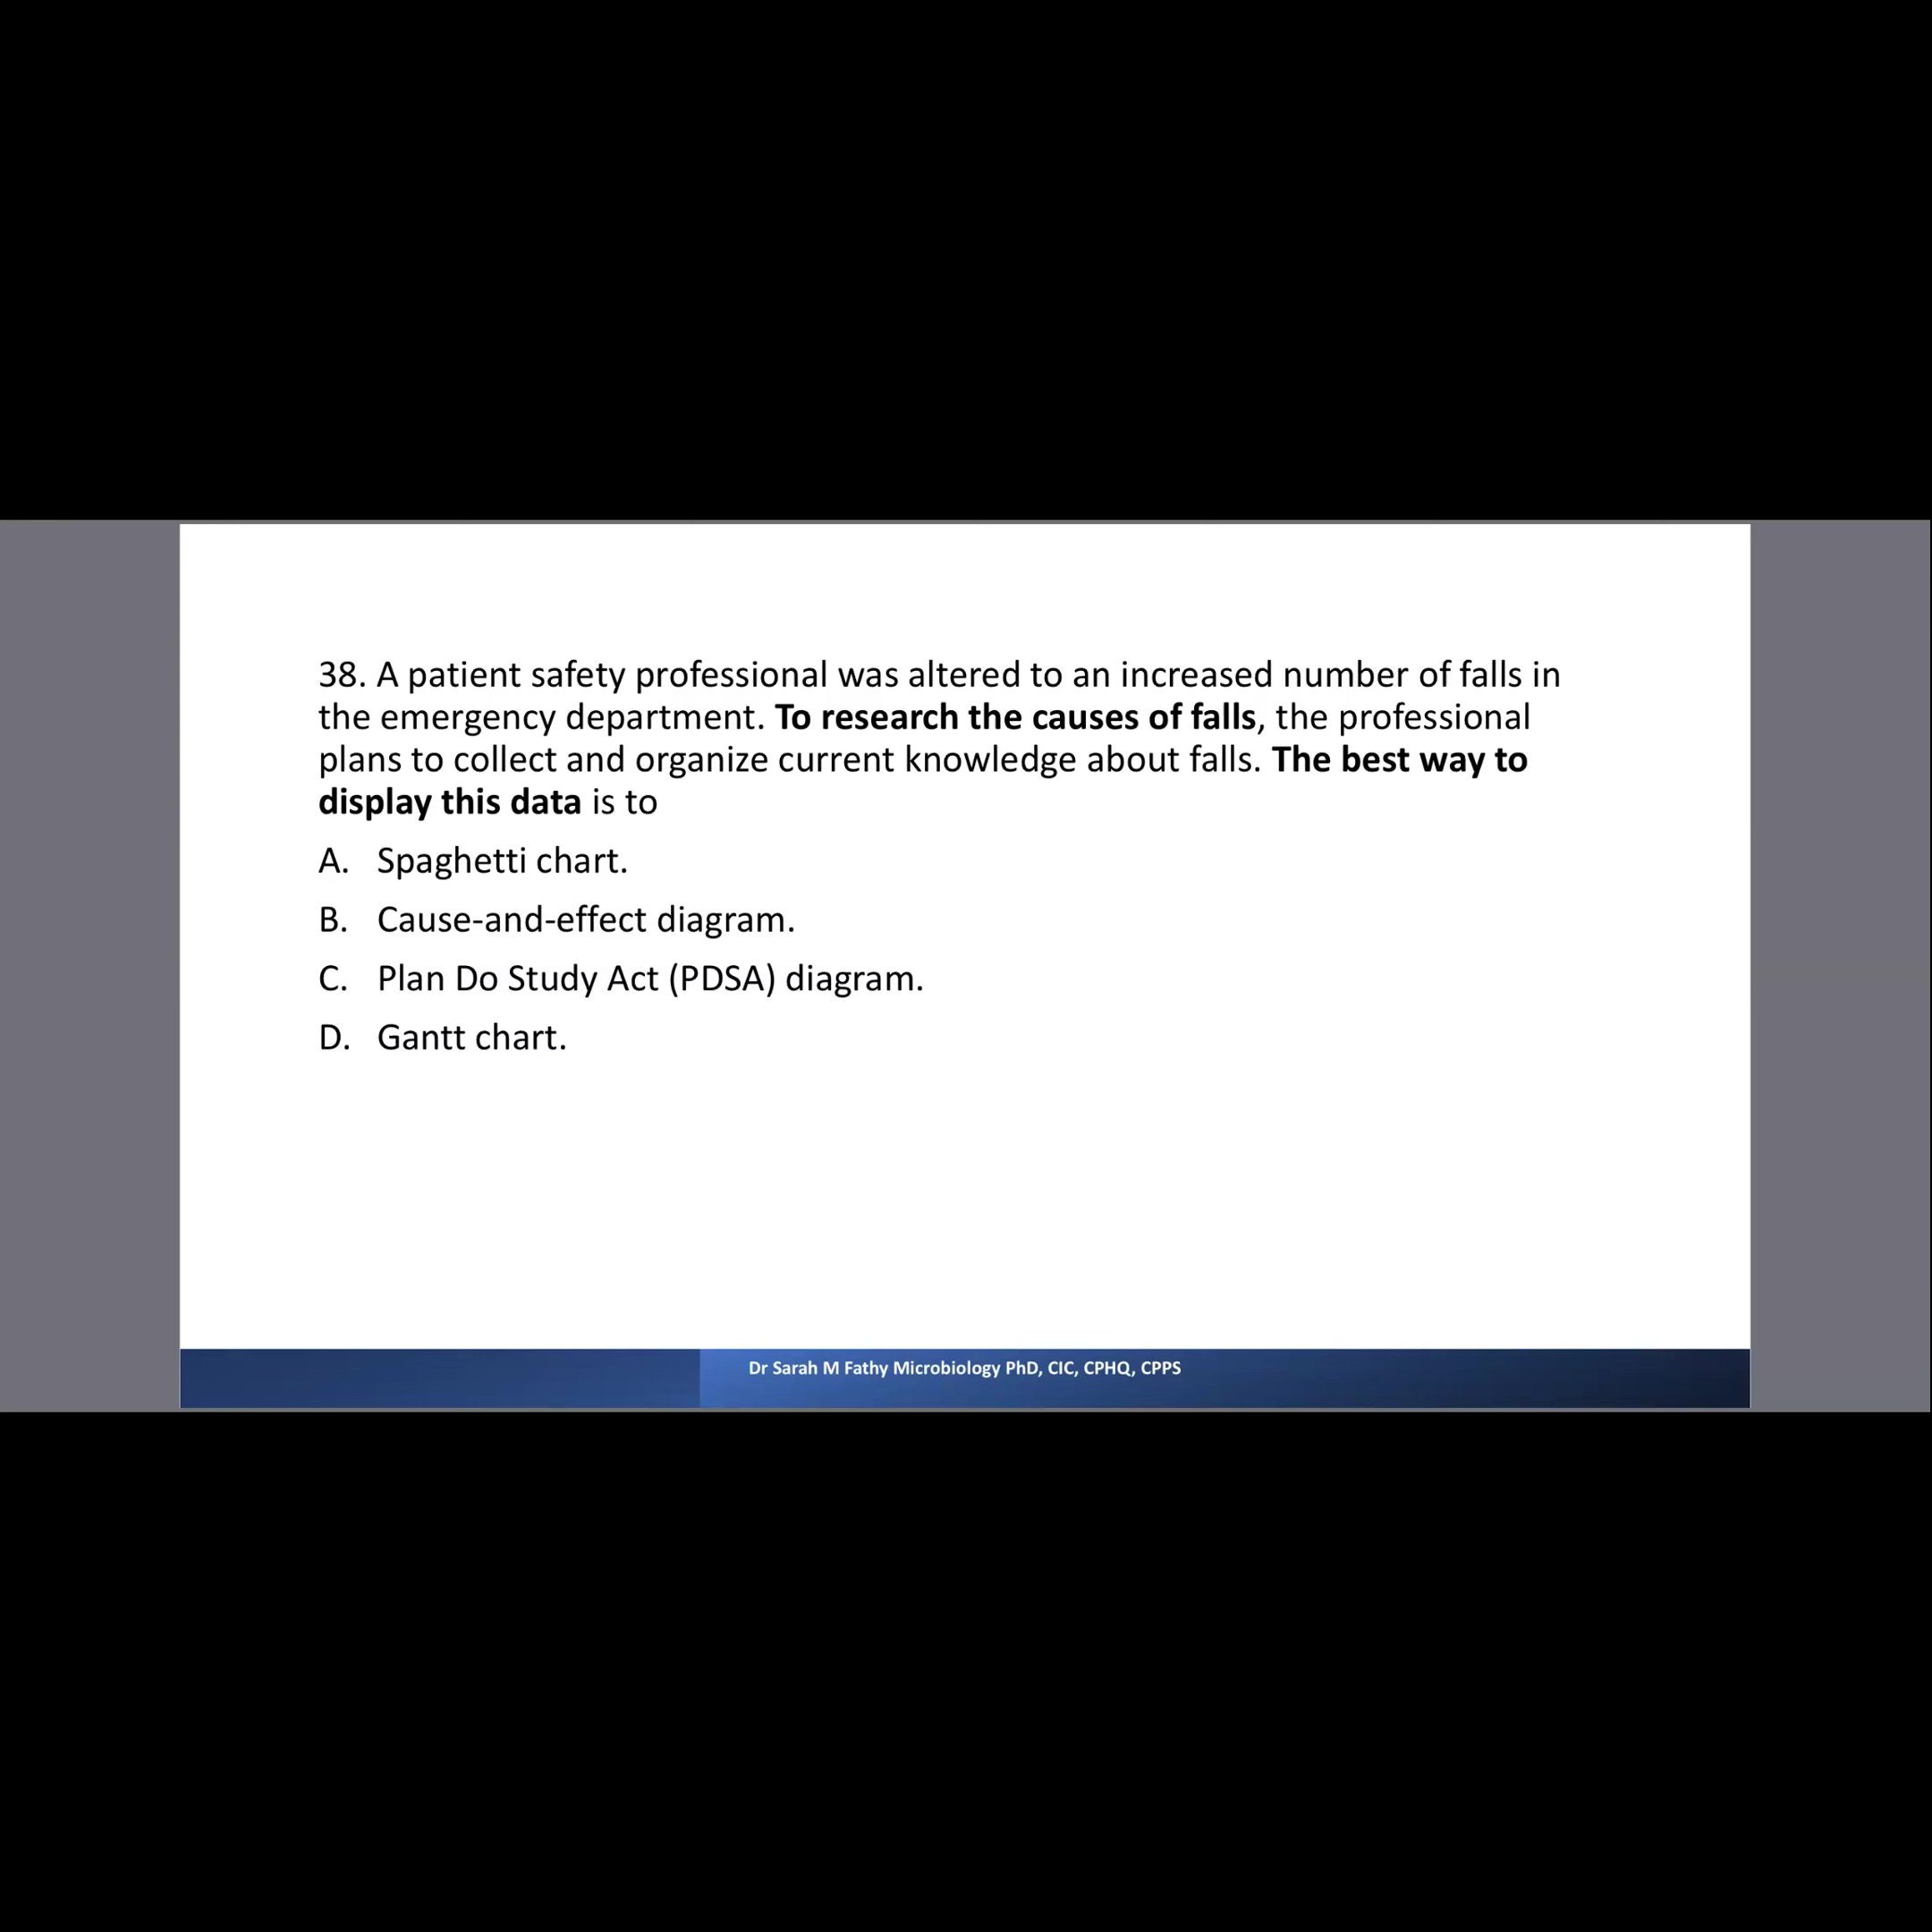 38. A patient safety professional was altered to an increased number of falls in
the emergency department. To research the causes of falls, the professional
plans to collect and organize current knowledge about falls. The best way to
display this data is to
A. Spaghetti chart.
B. Cause-and-effect diagram.
C. Plan Do Study Act (PDSA) diagram.
D. Gantt chart.
Dr Sarah M Fathy Microbiology PhD, CIC, CPHQ, CPPS